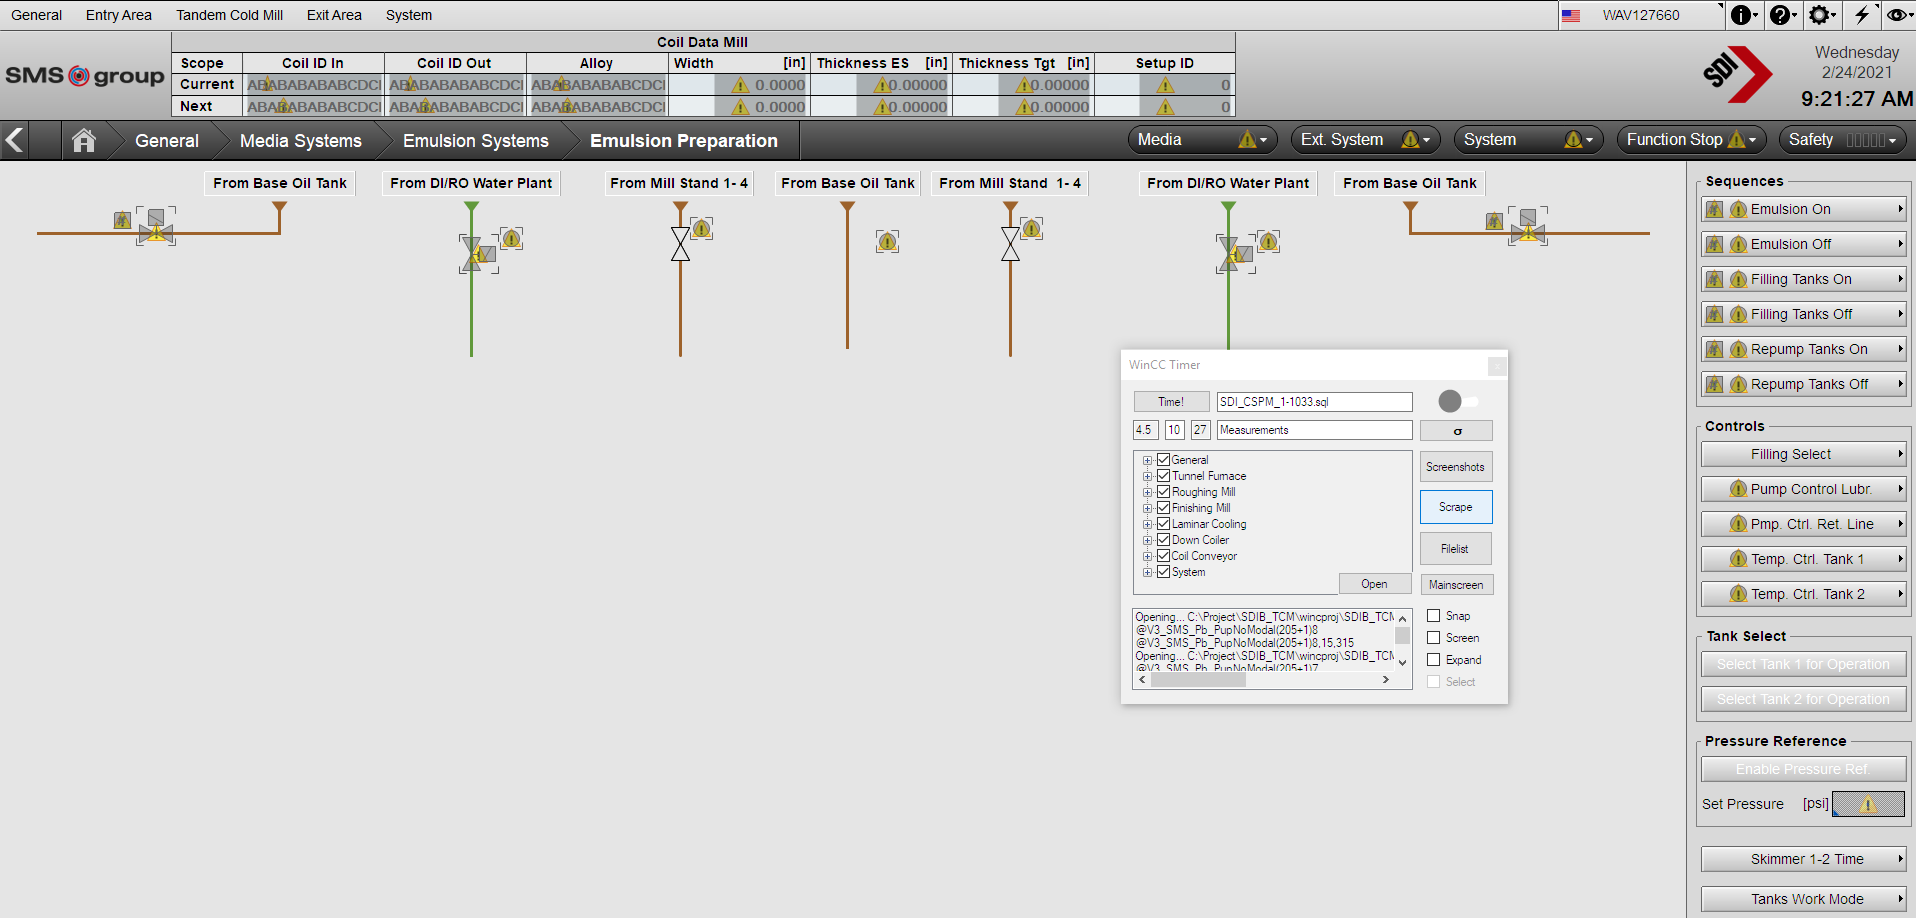 General Entry Area Tandem Cold Mill Exit Area System WAV127660
SMS group
Coil Data Mill
Scope Coil ID In Coil ID Out Alloy Width [in] Thickness ES [in] Thickness Tgt [in] Setup ID
Current 0.0000 0.00000 0.00000 0
Next 0.0000 0.00000 0.00000 0
SDI
Wednesday
2/24/2021
9:21:27 AM
General Media Systems Emulsion Systems Emulsion Preparation Media Ext. System System Function Stop Safety
From Base Oil Tank From DI/RO Water Plant From Mill Stand 1- 4 From Base Oil Tank From Mill Stand 1- 4 From DI/RO Water Plant From Base Oil Tank
WinCC Timer
Time! SDI_CSPM_1-1033.sql
4.5 10 27 Measurements σ
General
Tunnel Furnace
Roughing Mill
Finishing Mill
Laminar Cooling
Down Coiler
Coil Conveyor
System
Open
Screenshots
Scrape
Filelist
Mainscreen
Opening... C:\Project\SDIB_TCM\wincproj\SDIB_TCM
@V3_SMS_Pb_PupNoModal(205+1)8
@V3_SMS_Pb_PupNoModal(205+1)8,15,315
Opening... C:\Project\SDIB_TCM\wincproj\SDIB_TCM
@V3_SMS_Pb_PupNoModal(205+1)7
Snap
Screen
Expand
Select
Sequences
Emulsion On
Emulsion Off
Filling Tanks On
Filling Tanks Off
Repump Tanks On
Repump Tanks Off
Controls
Filling Select
Pump Control Lubr.
Pmp. Ctrl. Ret. Line
Temp. Ctrl. Tank 1
Temp. Ctrl. Tank 2
Tank Select
Select Tank 1 for Operation
Select Tank 2 for Operation
Pressure Reference
Enable Pressure Ref.
Set Pressure [psi]
Skimmer 1-2 Time
Tanks Work Mode